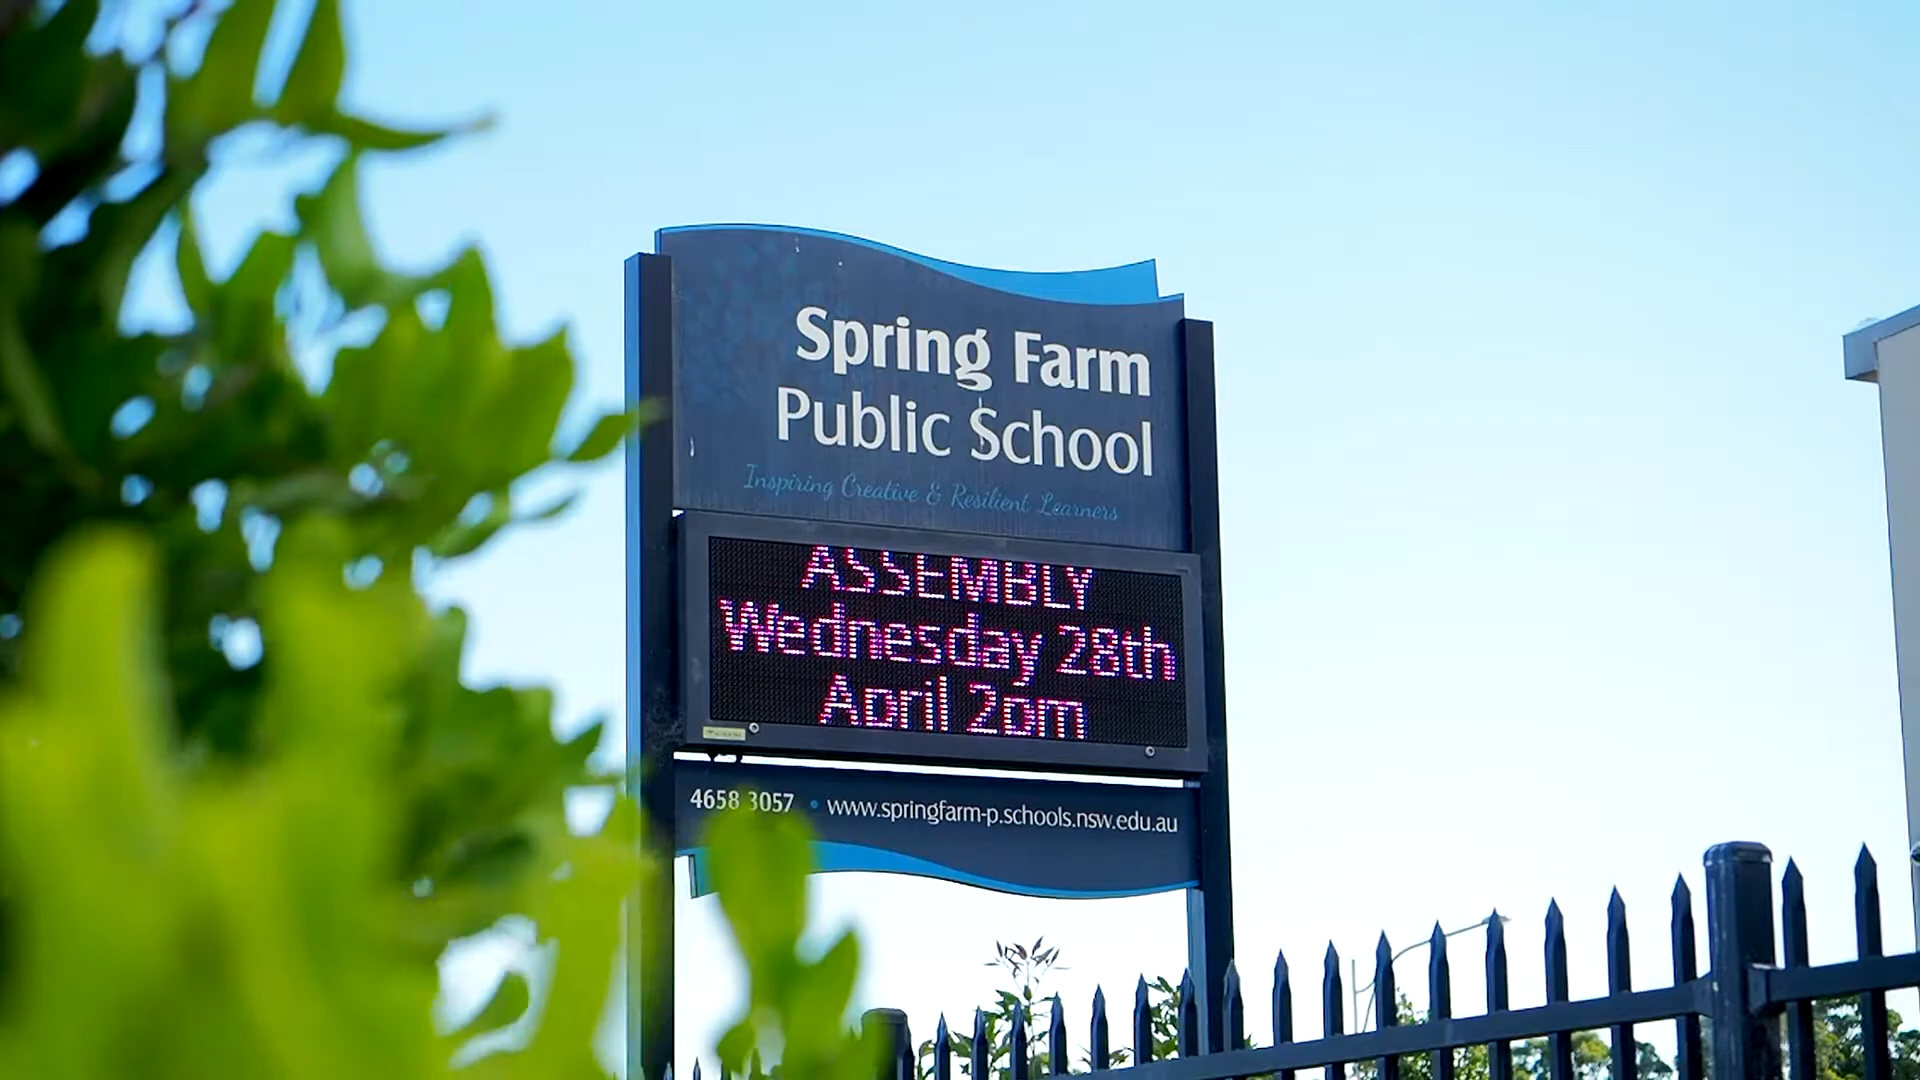 Spring Farm
Public School
Inspiring Creative & Resilient Learners
ASSEMBLY
Wednesday 28th
April 2pm
4658 3057 • www.springfarm-p.schools.nsw.edu.au